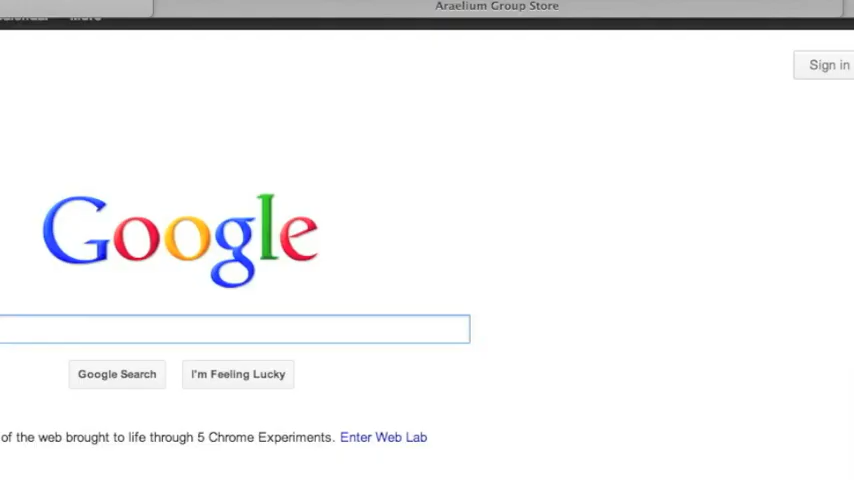 Araelium Group Store
More
Sign in
Google
Google Search
I'm Feeling Lucky
of the web brought to life through 5 Chrome Experiments. Enter Web Lab